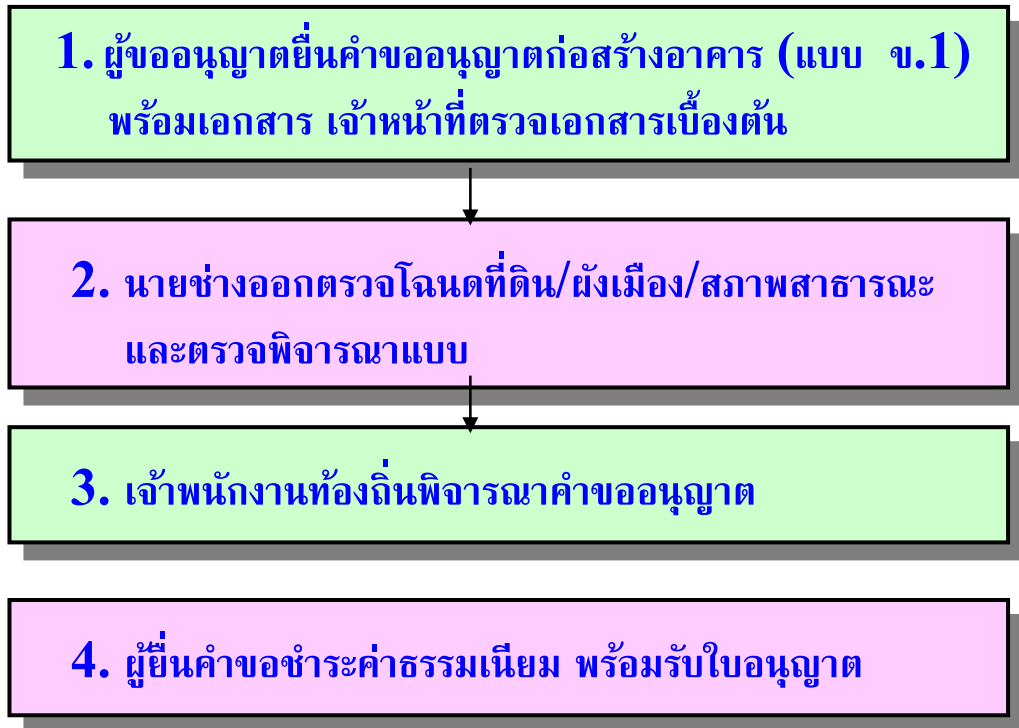 1. ผู้ขออนุญาตยื่นคำขออนุญาตก่อสร้างอาคาร (แบบ ข.1)
พร้อมเอกสาร เจ้าหน้าที่ตรวจเอกสารเบื้องต้น
2. นายช่างออกตรวจโฉนดที่ดิน/ผังเมือง/สภาพสาธารณะ
และตรวจพิจารณาแบบ
3. เจ้าพนักงานท้องถิ่นพิจารณาคำขออนุญาต
4. ผู้ยื่นคำขอชำระค่าธรรมเนียม พร้อมรับใบอนุญาต